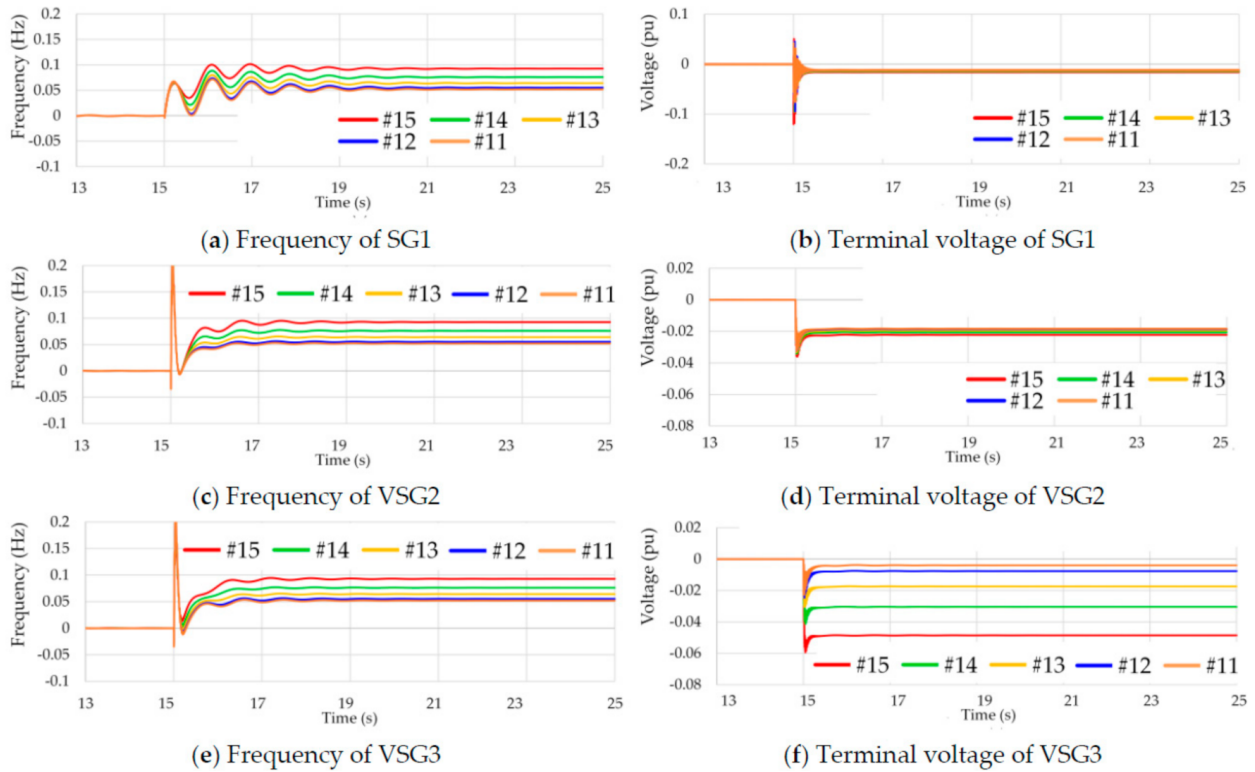 Frequency (Hz)
0.2
0.15
0.1
0.05
0
-0.05
-0.1
#15 #14 #13
#12 #11
13 15 17 19 21 23 25
Time (s)
(a) Frequency of SG1
Voltage (pu)
0.1
0
-0.1
-0.2
#15 #14 #13
#12 #11
13 15 17 19 21 23 25
Time (s)
(b) Terminal voltage of SG1
Frequency (Hz)
0.2
0.15
0.1
0.05
0
-0.05
-0.1
#15 #14 #13 #12 #11
13 15 17 19 21 23 25
Time (s)
(c) Frequency of VSG2
Voltage (pu)
0.02
0
-0.02
-0.04
-0.06
-0.08
#15 #14 #13
#12 #11
13 15 17 19 21 23 25
Time (s)
(d) Terminal voltage of VSG2
Frequency (Hz)
0.2
0.15
0.1
0.05
0
-0.05
-0.1
#15 #14 #13 #12 #11
13 15 17 19 21 23 25
Time (s)
(e) Frequency of VSG3
Voltage (pu)
0.02
0
-0.02
-0.04
-0.06
-0.08
#15 #14 #13 #12 #11
13 15 17 19 21 23 25
Time (s)
(f) Terminal voltage of VSG3